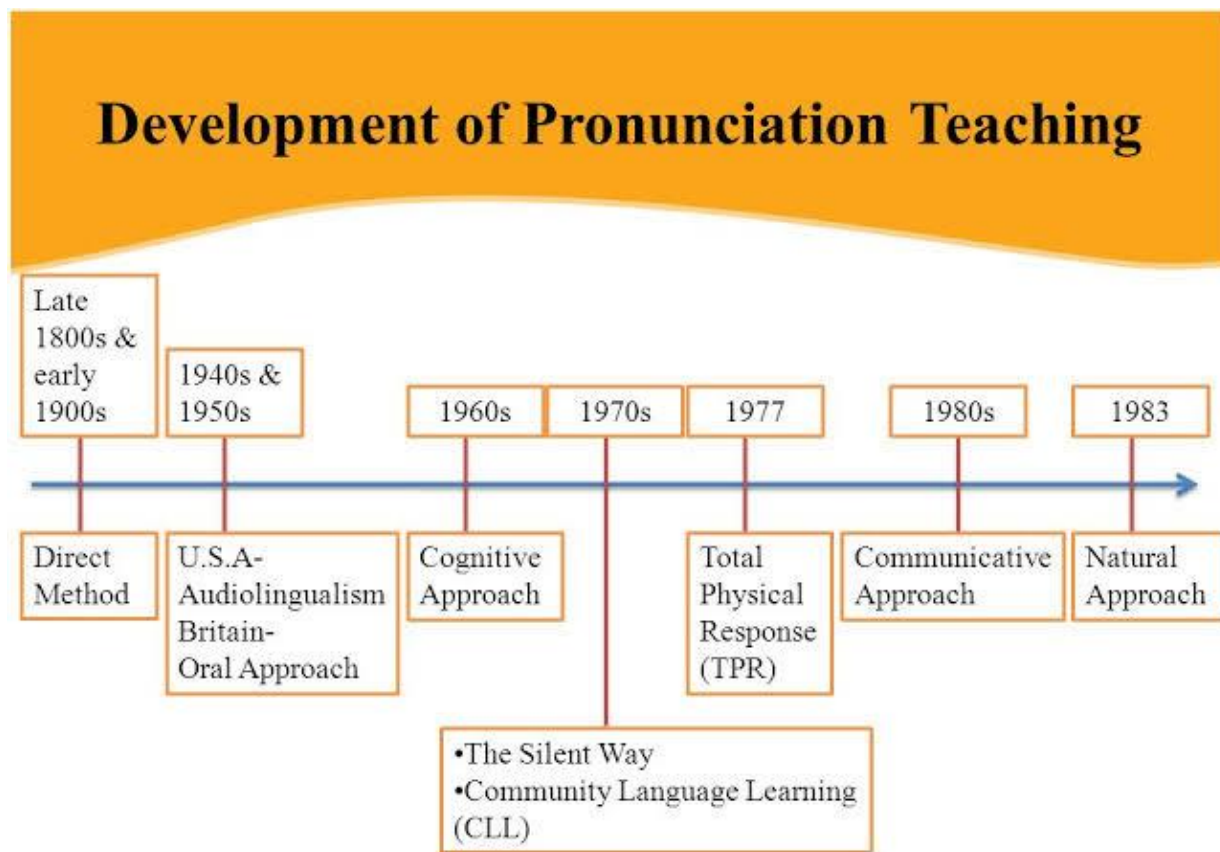 Development of Pronunciation Teaching
Late
1800s &
early
1900s
1940s &
1950s
1960s
1970s
1977
1980s
1983
Direct
Method
U.S.A-
Audiolingualism
Britain-
Oral Approach
Cognitive
Approach
Total
Physical
Response
(TPR)
Communicative
Approach
Natural
Approach
•The Silent Way
•Community Language Learning
(CLL)